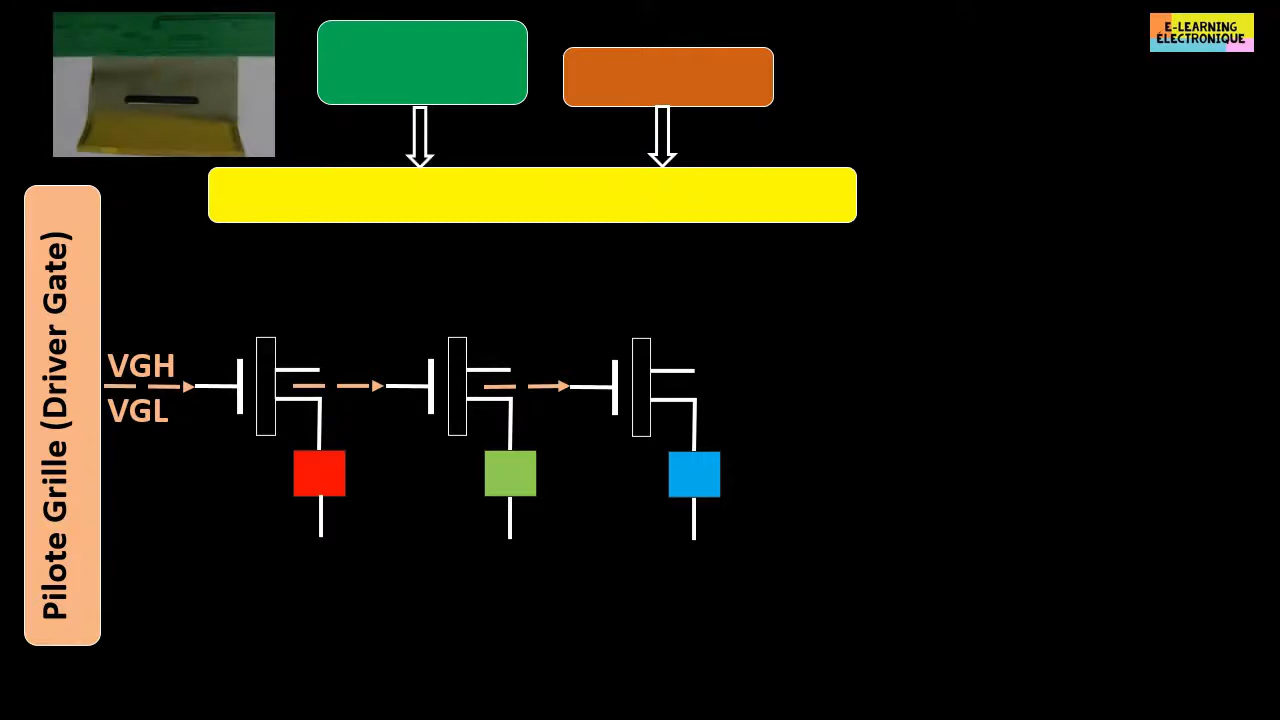 E-LEARNING
ÉLECTRONIQUE
Pilote Grille (Driver Gate)
VGH
VGL